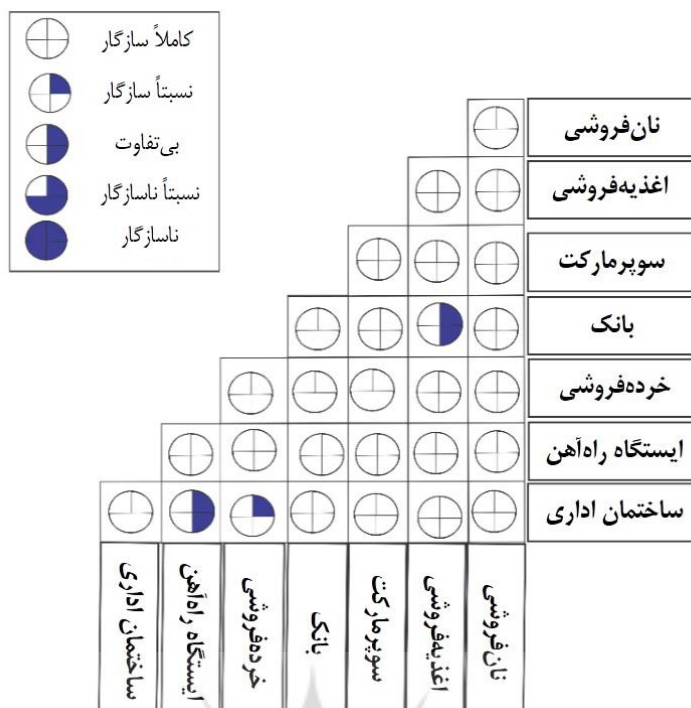 کاملاً سازگار
نسبتاً سازگار
بی‌تفاوت
نسبتاً ناسازگار
ناسازگار
نان‌فروشی
اغذیه‌فروشی
سوپرمارکت
بانک
خرده‌فروشی
ایستگاه راه‌آهن
ساختمان اداری
نان‌فروشی
اغذیه‌فروشی
سوپرمارکت
بانک
خرده‌فروشی
ایستگاه راه‌آهن
ساختمان اداری